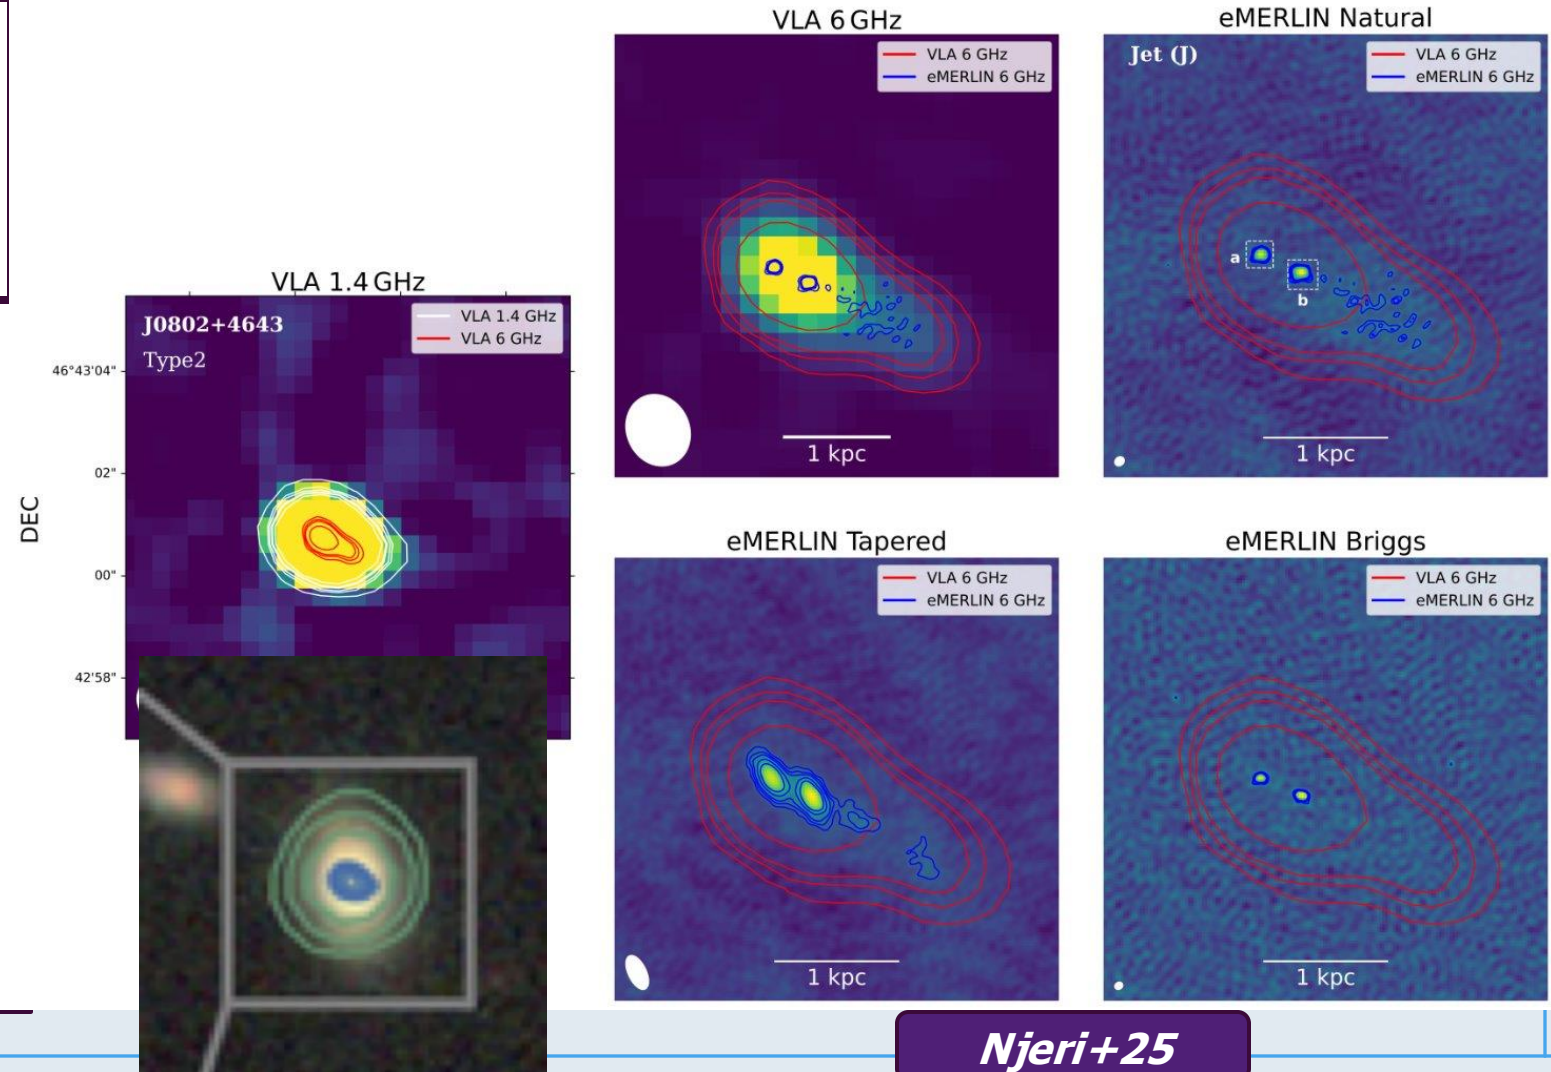 VLA 6 GHz
VLA 6 GHz
eMERLIN 6 GHz
1 kpc
eMERLIN Natural
Jet (J)
VLA 6 GHz
eMERLIN 6 GHz
a
b
1 kpc
VLA 1.4 GHz
J0802+4643
Type2
VLA 1.4 GHz
VLA 6 GHz
DEC
46°43'04"
02"
00"
42'58"
eMERLIN Tapered
VLA 6 GHz
eMERLIN 6 GHz
1 kpc
eMERLIN Briggs
VLA 6 GHz
eMERLIN 6 GHz
1 kpc
Njeri+25